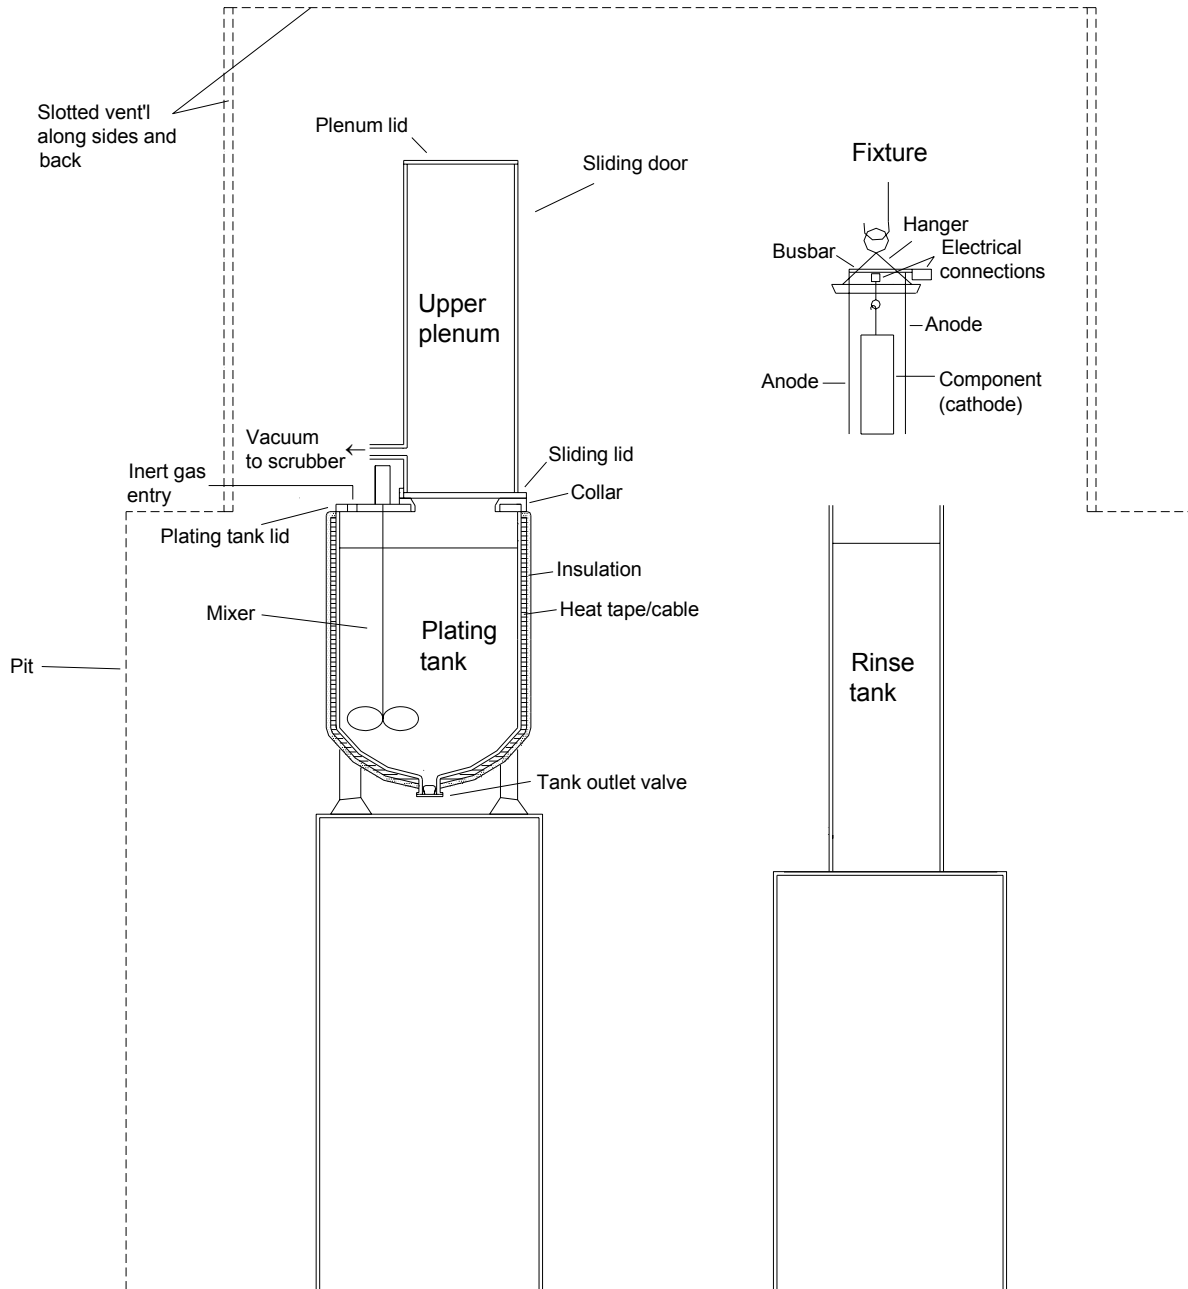 Slotted vent'l
along sides and
back
Plenum lid
Sliding door
Fixture
Hanger
Busbar
Electrical
connections
Upper
plenum
Anode
Anode
Component
(cathode)
Vacuum
to scrubber
Inert gas
entry
Sliding lid
Collar
Plating tank lid
Insulation
Heat tape/cable
Mixer
Plating
tank
Rinse
tank
Pit
Tank outlet valve